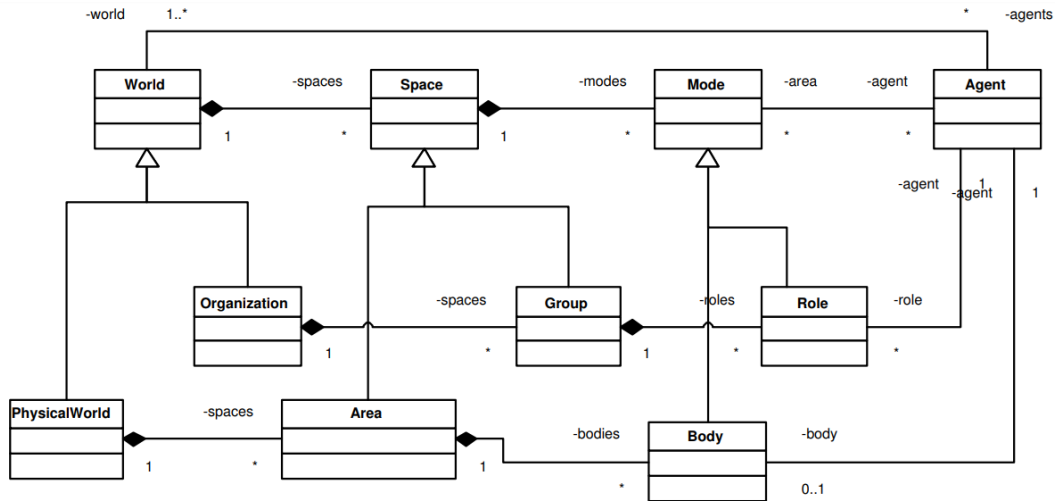 -world 1..* * -agents
World -spaces Space -modes Mode -area -agent Agent
1 * 1 * * *
-agent 1 -agent 1
Organization -spaces Group -roles Role -role
1 * 1 * *
PhysicalWorld -spaces Area -bodies Body -body
1 * 1 * 0..1